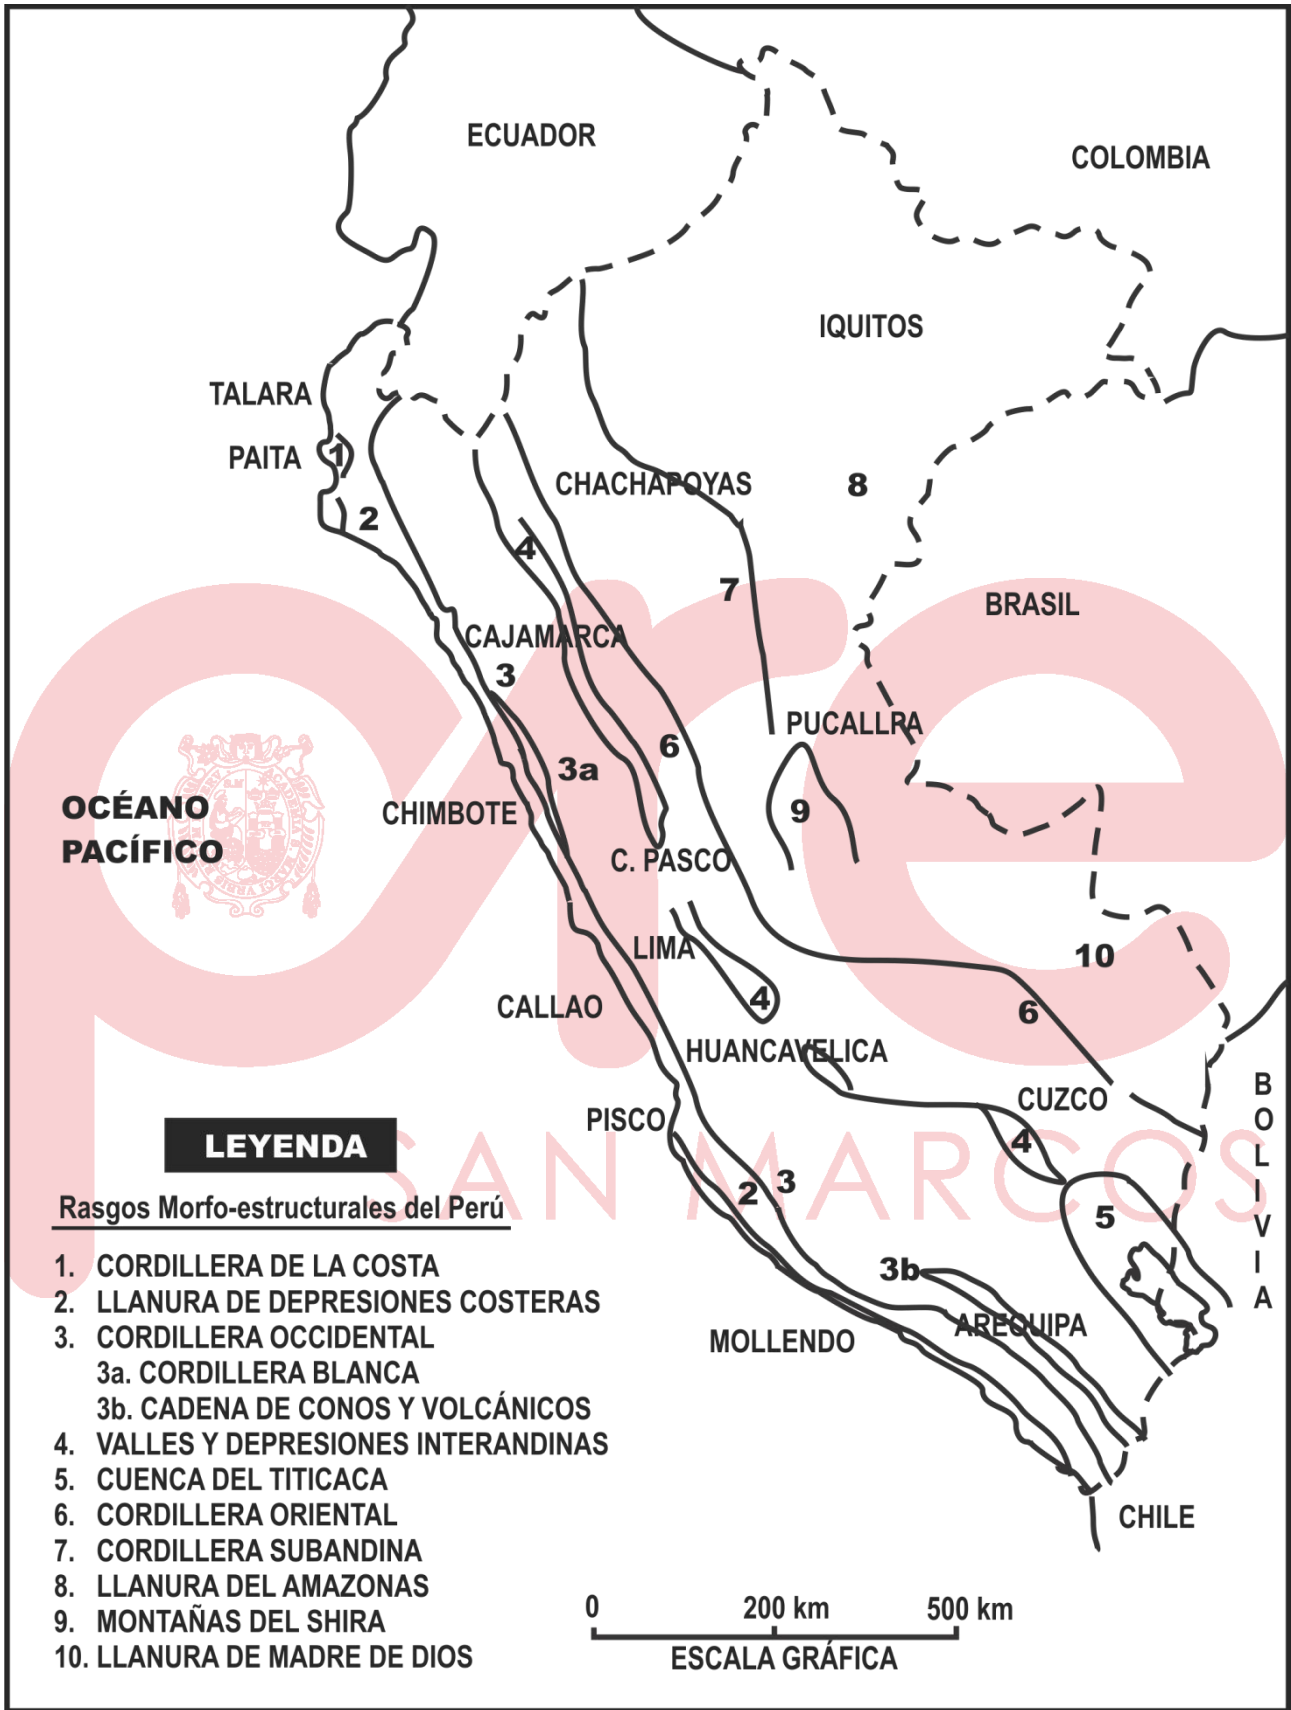 ECUADOR
COLOMBIA
IQUITOS
TALARA
PAITA
1
2
CHACHAPOYAS
8
4
7
BRASIL
CAJAMARCA
3
PUCALLRA
6
3a
9
OCÉANO
PACÍFICO
CHIMBOTE
C. PASCO
LIMA
10
4
6
CALLAO
HUANCAVELICA
CUZCO
PISCO
4
BOLIVIA
2
3
5
3b
AREQUIPA
MOLLENDO
CHILE
pre
SAN MARCOS
LEYENDA
Rasgos Morfo-estructurales del Perú
1. CORDILLERA DE LA COSTA
2. LLANURA DE DEPRESIONES COSTERAS
3. CORDILLERA OCCIDENTAL
3a. CORDILLERA BLANCA
3b. CADENA DE CONOS Y VOLCÁNICOS
4. VALLES Y DEPRESIONES INTERANDINAS
5. CUENCA DEL TITICACA
6. CORDILLERA ORIENTAL
7. CORDILLERA SUBANDINA
8. LLANURA DEL AMAZONAS
9. MONTAÑAS DEL SHIRA
10. LLANURA DE MADRE DE DIOS
0 200 km 500 km
ESCALA GRÁFICA